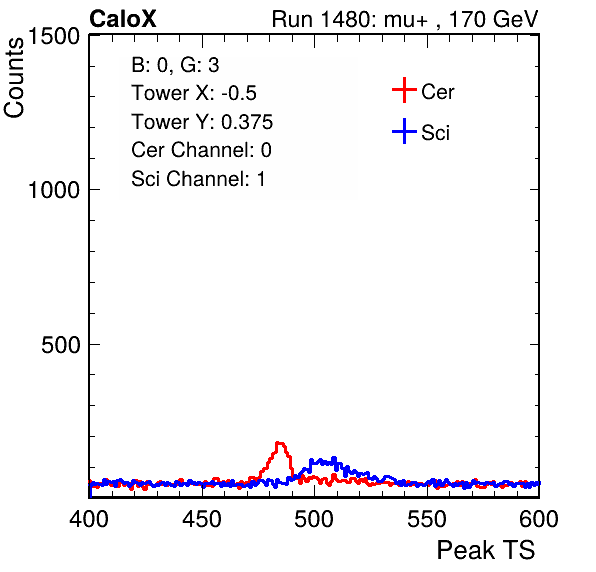 CaloX Run 1480: mu+ , 170 GeV
Counts
1500
1000
500
B: 0, G: 3
Tower X: -0.5
Tower Y: 0.375
Cer Channel: 0
Sci Channel: 1
Cer
Sci
400 450 500 550 600
Peak TS